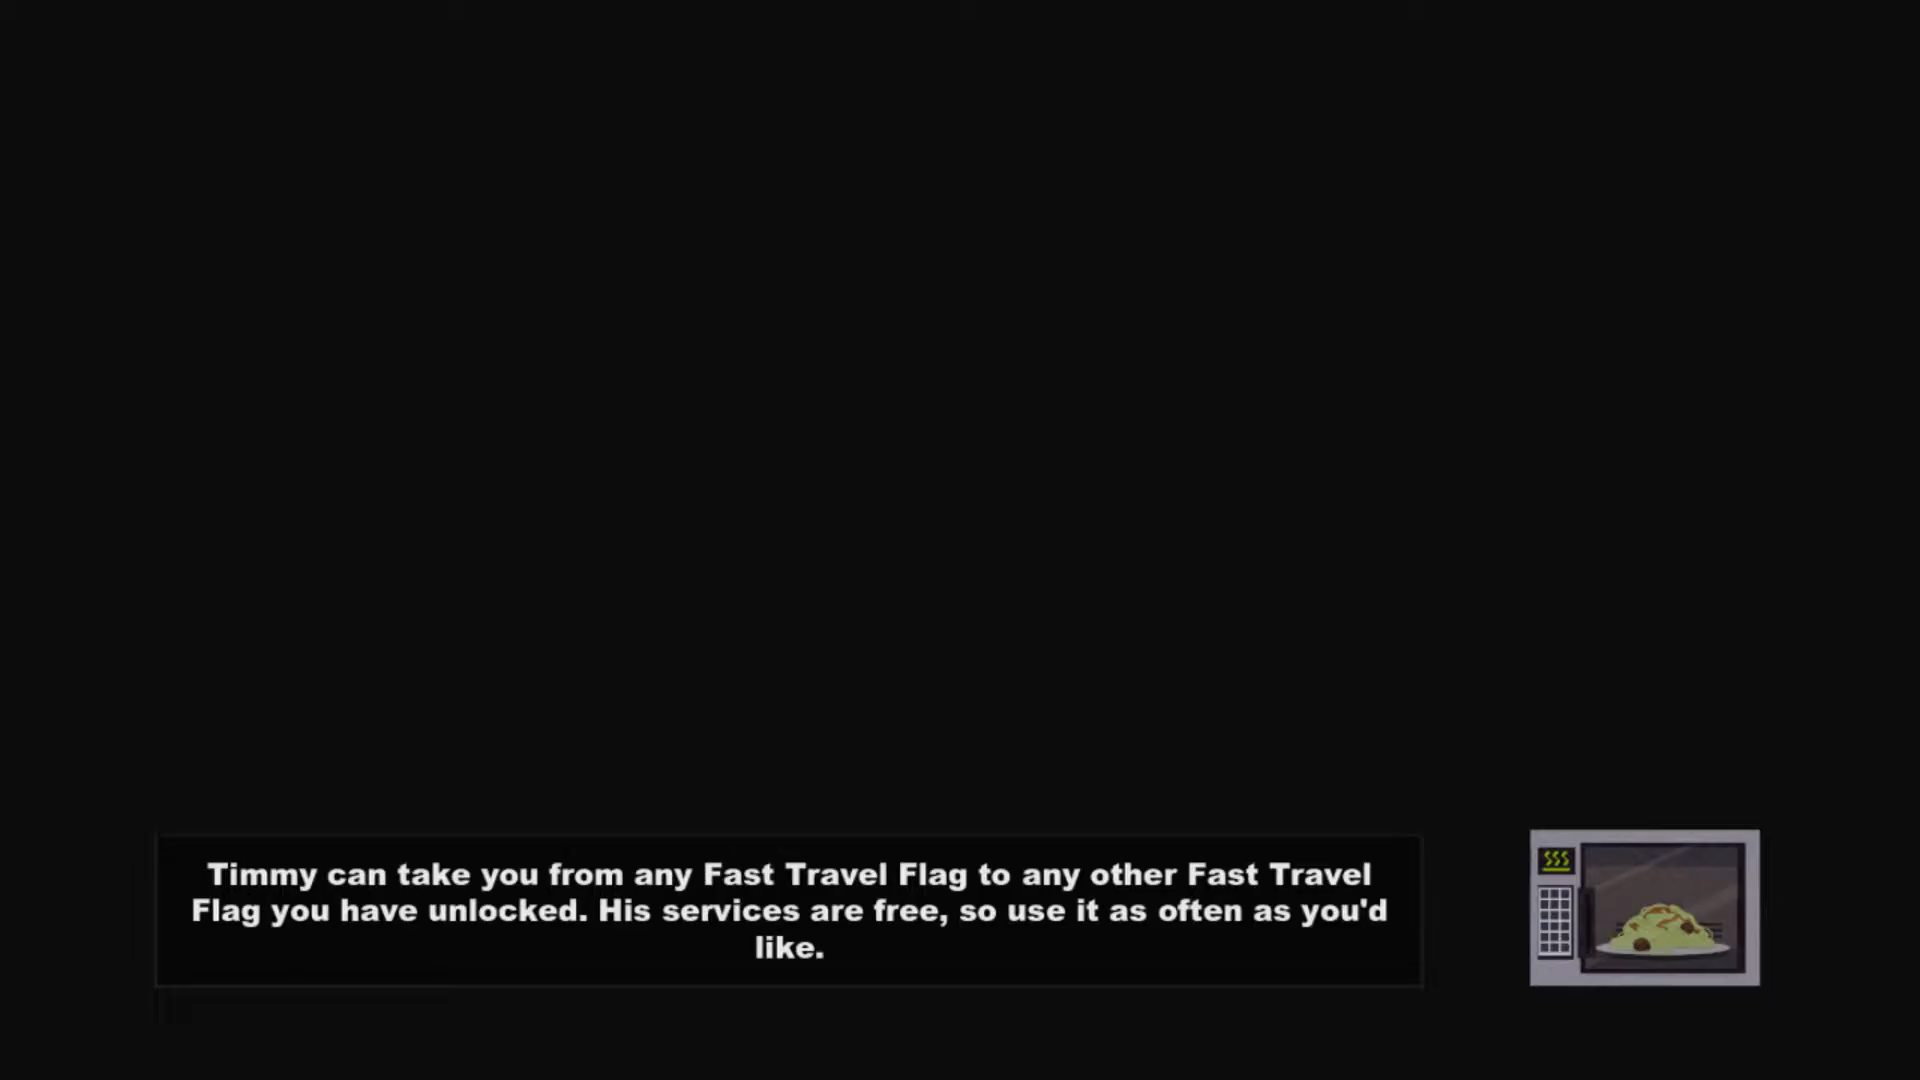 Timmy can take you from any Fast Travel Flag to any other Fast Travel
Flag you have unlocked. His services are free, so use it as often as you'd
like.